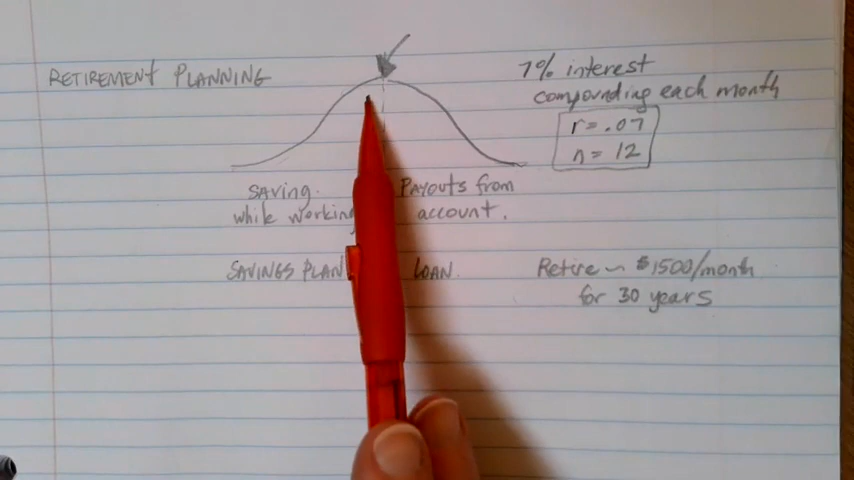 RETIREMENT PLANNING
7% interest
compounding each month
r = .07
n = 12
SAVING
while working
PAYOUTS from
account.
SAVINGS PLAN
LOAN.
Retire ~ $1500/month
for 30 years